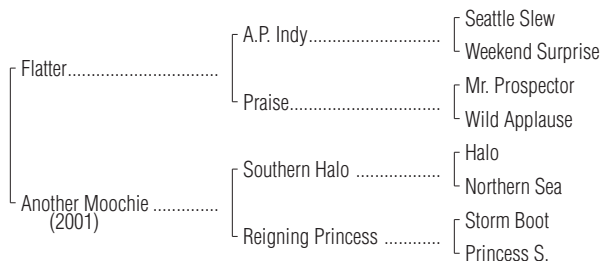 Seattle Slew
A.P. Indy
Weekend Surprise
Flatter
Mr. Prospector
Praise
Wild Applause
Halo
Southern Halo
Northern Sea
Another Moochie
(2001)
Storm Boot
Reigning Princess
Princess S.